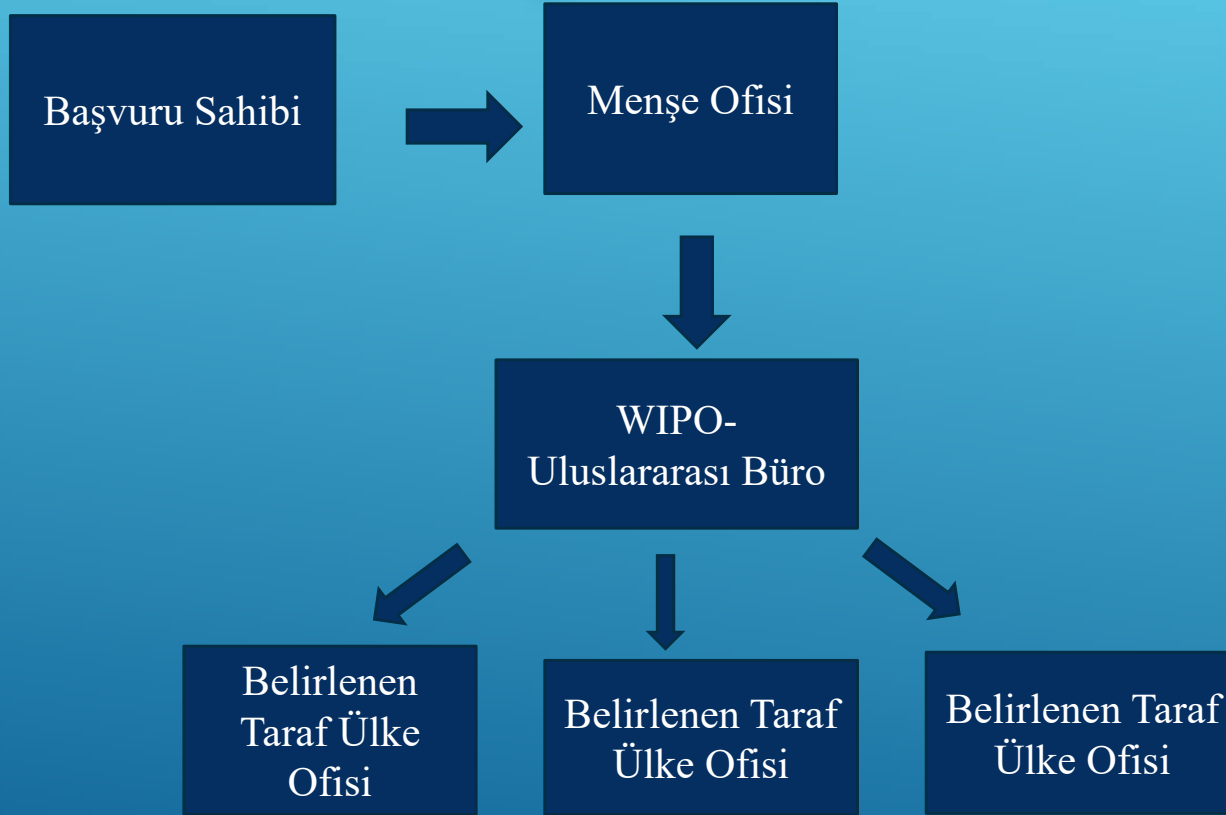 Başvuru Sahibi
Menşe Ofisi
WIPO-
Uluslararası Büro
Belirlenen
Taraf Ülke
Ofisi
Belirlenen Taraf
Ülke Ofisi
Belirlenen Taraf
Ülke Ofisi